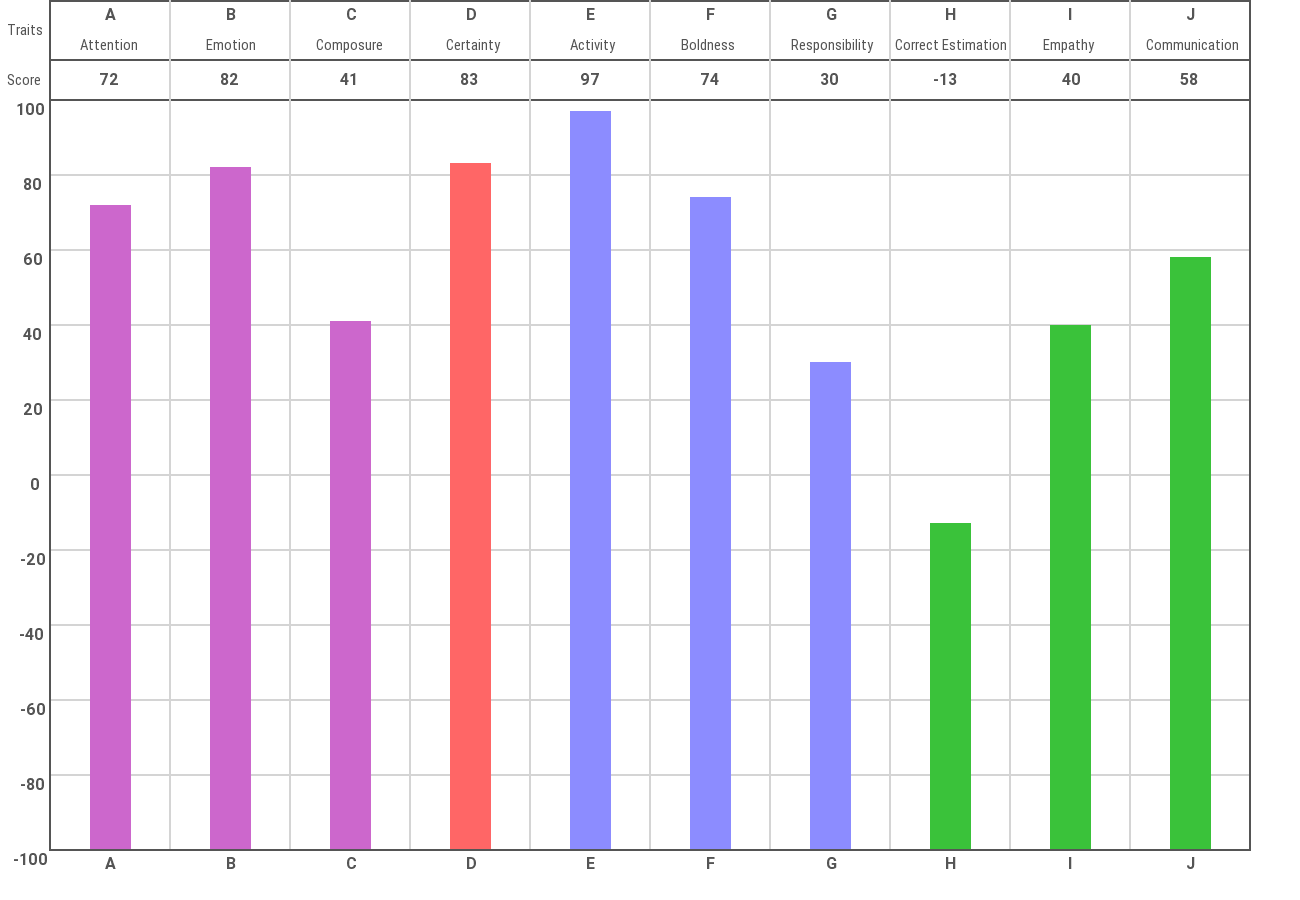 A B C D E F G H I J
Traits
Attention Emotion Composure Certainty Activity Boldness Responsibility Correct Estimation Empathy Communication
Score 72 82 41 83 97 74 30 -13 40 58
100
80
60
40
20
0
-20
-40
-60
-80
-100
A B C D E F G H I J